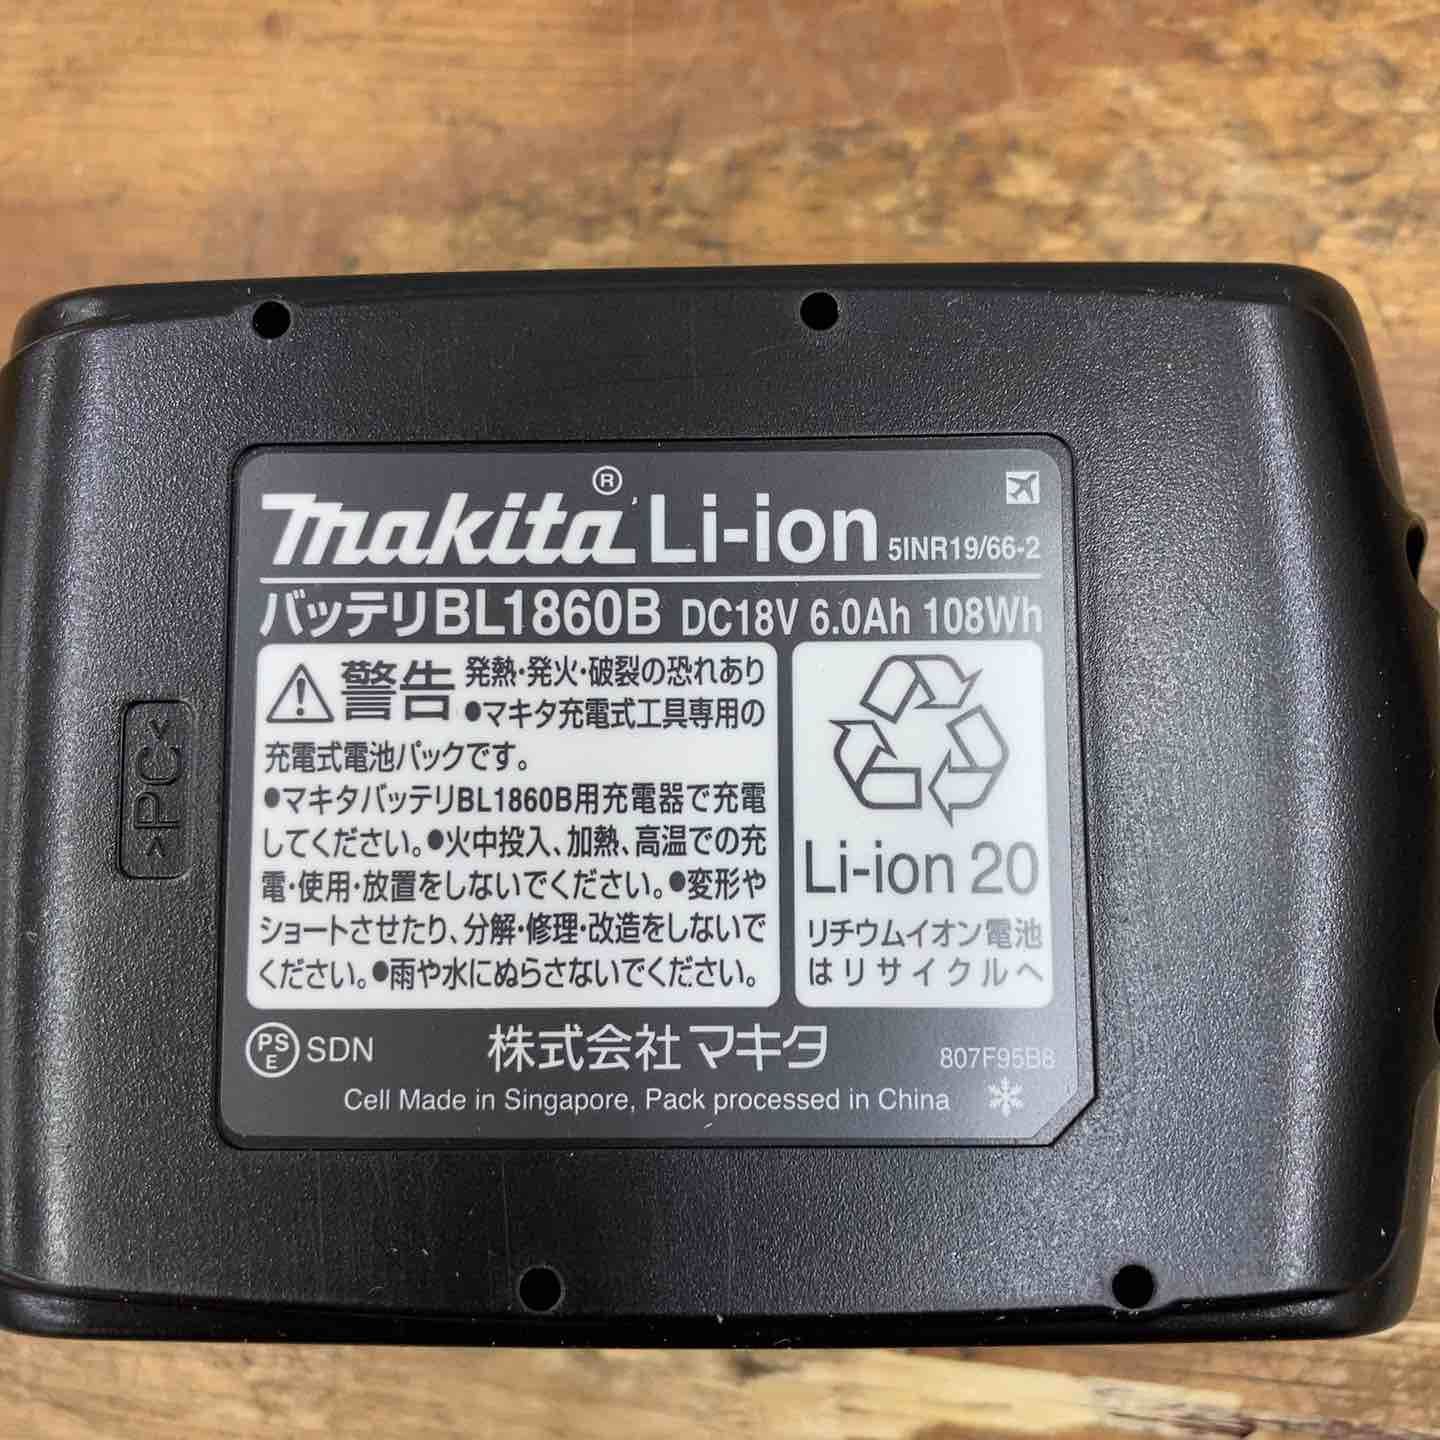 makita® Li-ion 5INR19/66-2
バッテリBL1860B DC18V 6.0Ah 108Wh
警告 発熱・発火・破裂の恐れあり
●マキタ充電式工具専用の
充電式電池パックです。
●マキタバッテリBL1860B用充電器で充電
してください。●火中投入、加熱、高温での充
電・使用・放置をしないでください。●変形や
ショートさせたり、分解・修理・改造をしないで
ください。●雨や水にぬらさないでください。
Li-ion 20
リチウムイオン電池
はリサイクルへ
PSE SDN 株式会社マキタ 807F95B8
Cell Made in Singapore, Pack processed in China
>PC<